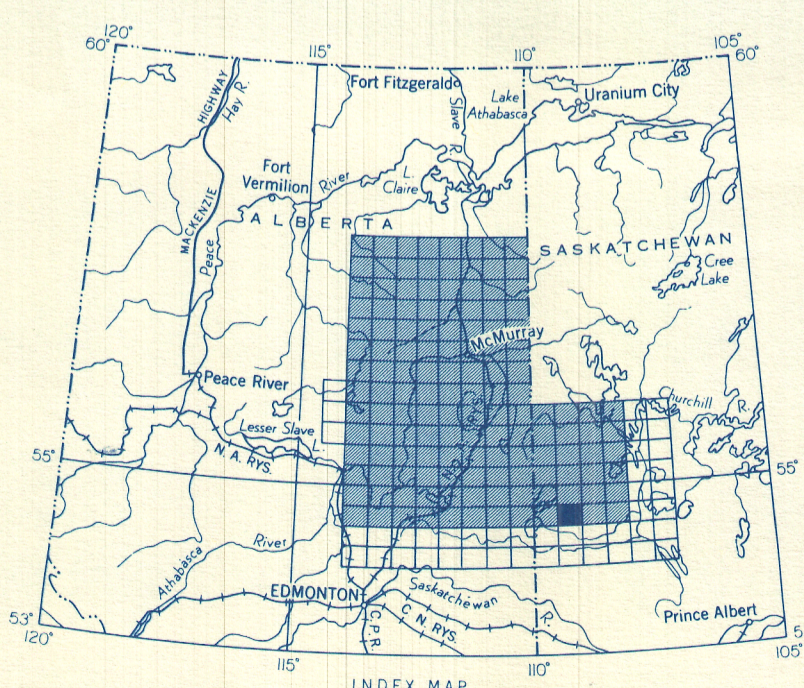 120°
60°
115°
110°
105°
60°
HIGHWAY
Hay R.
Fort Fitzgerald
Slave R.
Lake
Athabasca
Uranium City
Fort
Vermilion
River
L.
Claire
MACKENZIE
ALBERTA
Peace
SASKATCHEWAN
Cree
Lake
McMurray
Peace River
Churchill R.
Lesser Slave L.
N. A. RYS.
N. A. RYS.
55°
55°
Athabasca
River
EDMONTON
Saskatchewan R.
C. N. RYS.
C.P.R.
Prince Albert
53°
120°
115°
110°
5
105°
INDEX MAP